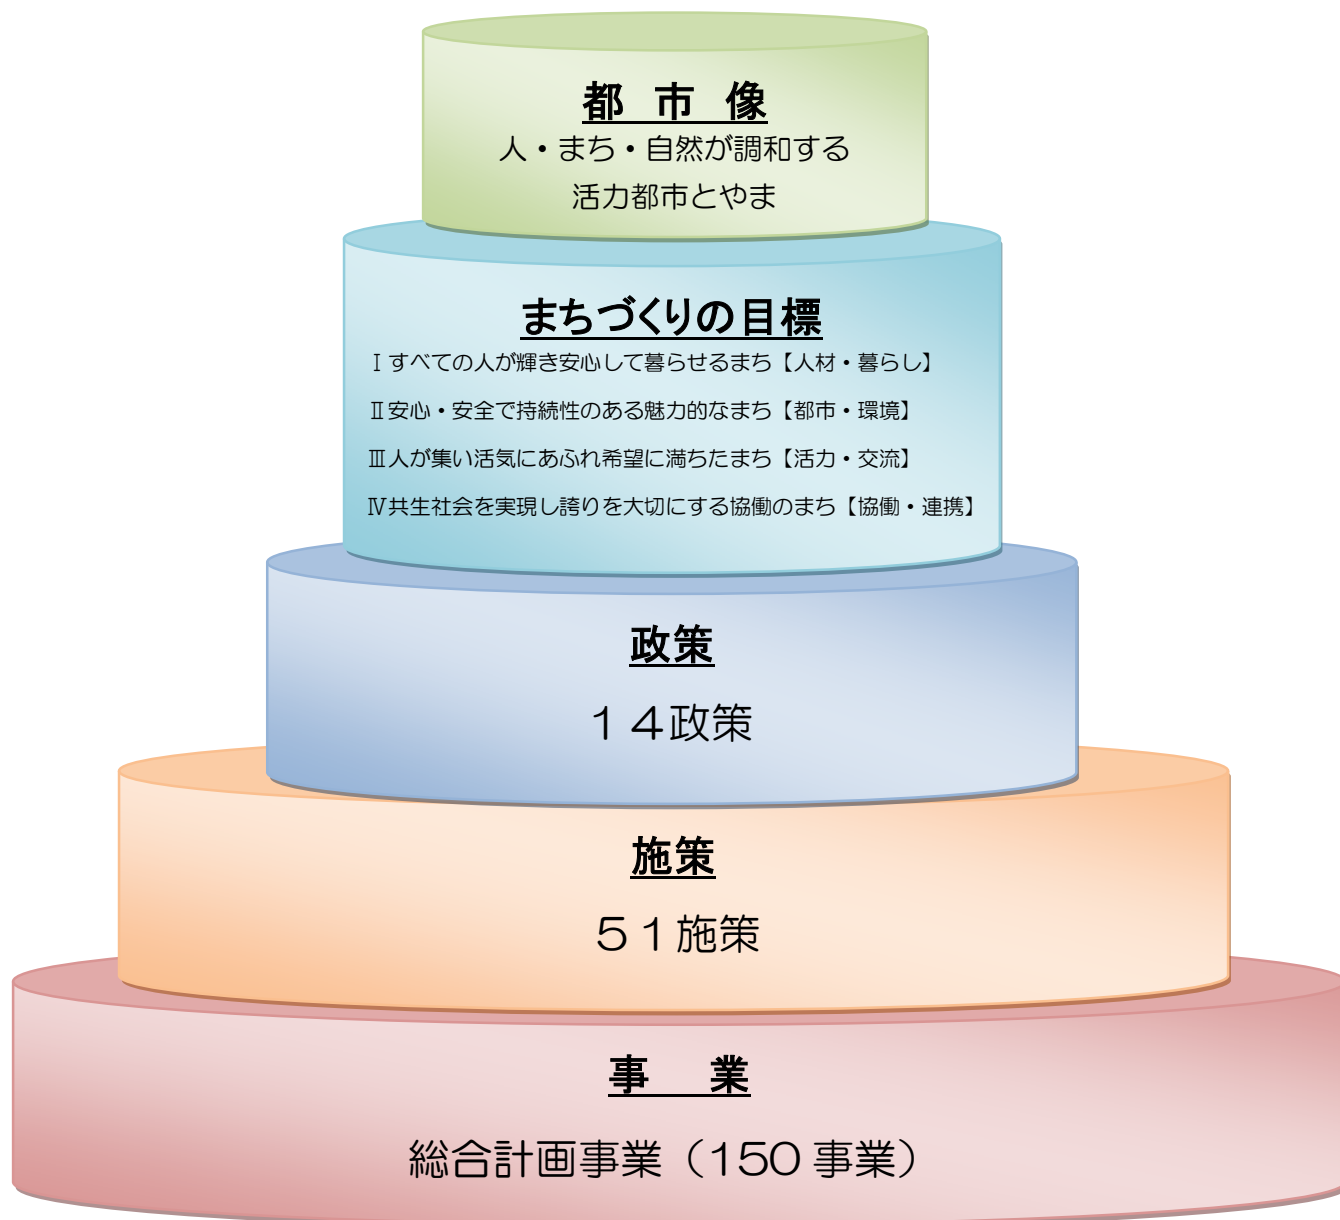 都 市 像
人・まち・自然が調和する
活力都市とやま
まちづくりの目標
Ⅰすべての人が輝き安心して暮らせるまち【人材・暮らし】
Ⅱ安心・安全で持続性のある魅力的なまち【都市・環境】
Ⅲ人が集い活気にあふれ希望に満ちたまち【活力・交流】
Ⅳ共生社会を実現し誇りを大切にする協働のまち【協働・連携】
政策
１４政策
施策
５１施策
事 業
総合計画事業（150 事業）